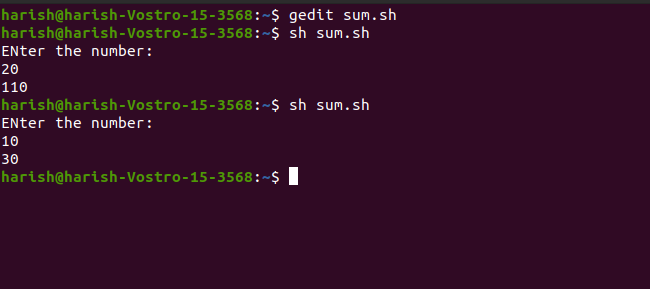 harish@harish-Vostro-15-3568:~$ gedit sum.sh
harish@harish-Vostro-15-3568:~$ sh sum.sh
ENter the number:
20
110
harish@harish-Vostro-15-3568:~$ sh sum.sh
ENter the number:
10
30
harish@harish-Vostro-15-3568:~$